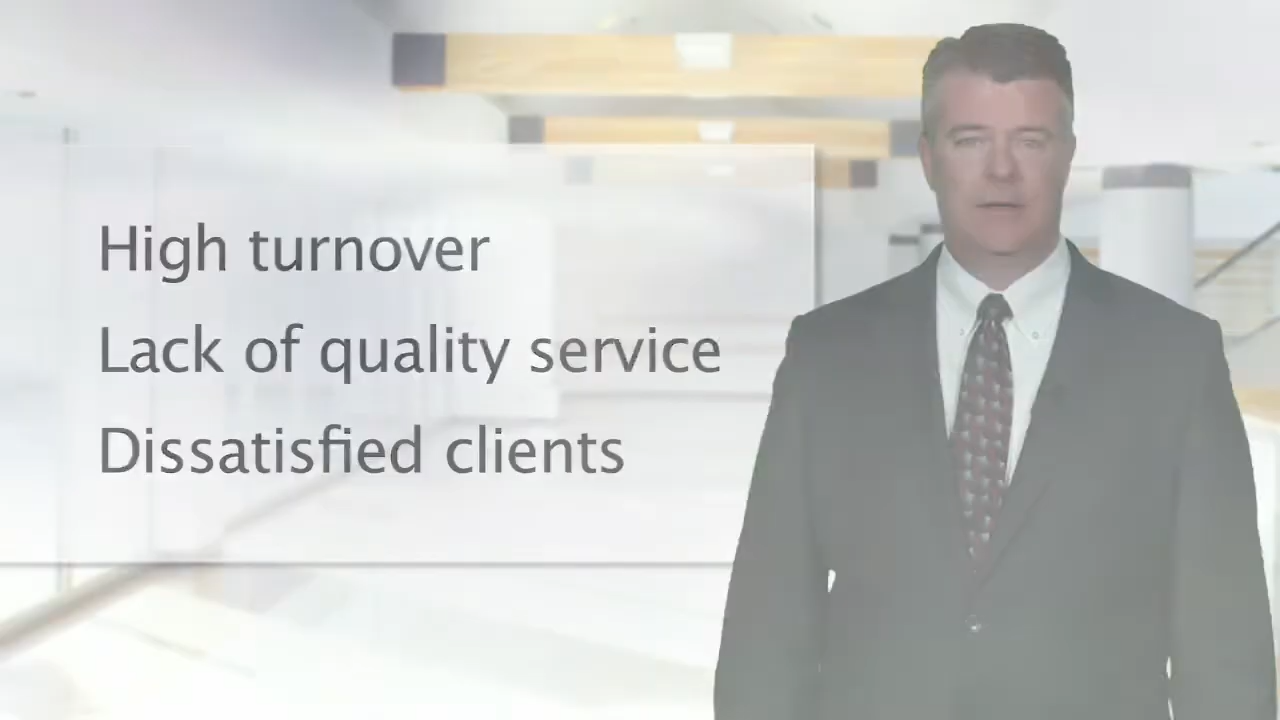 High turnover
Lack of quality service
Dissatisfied clients